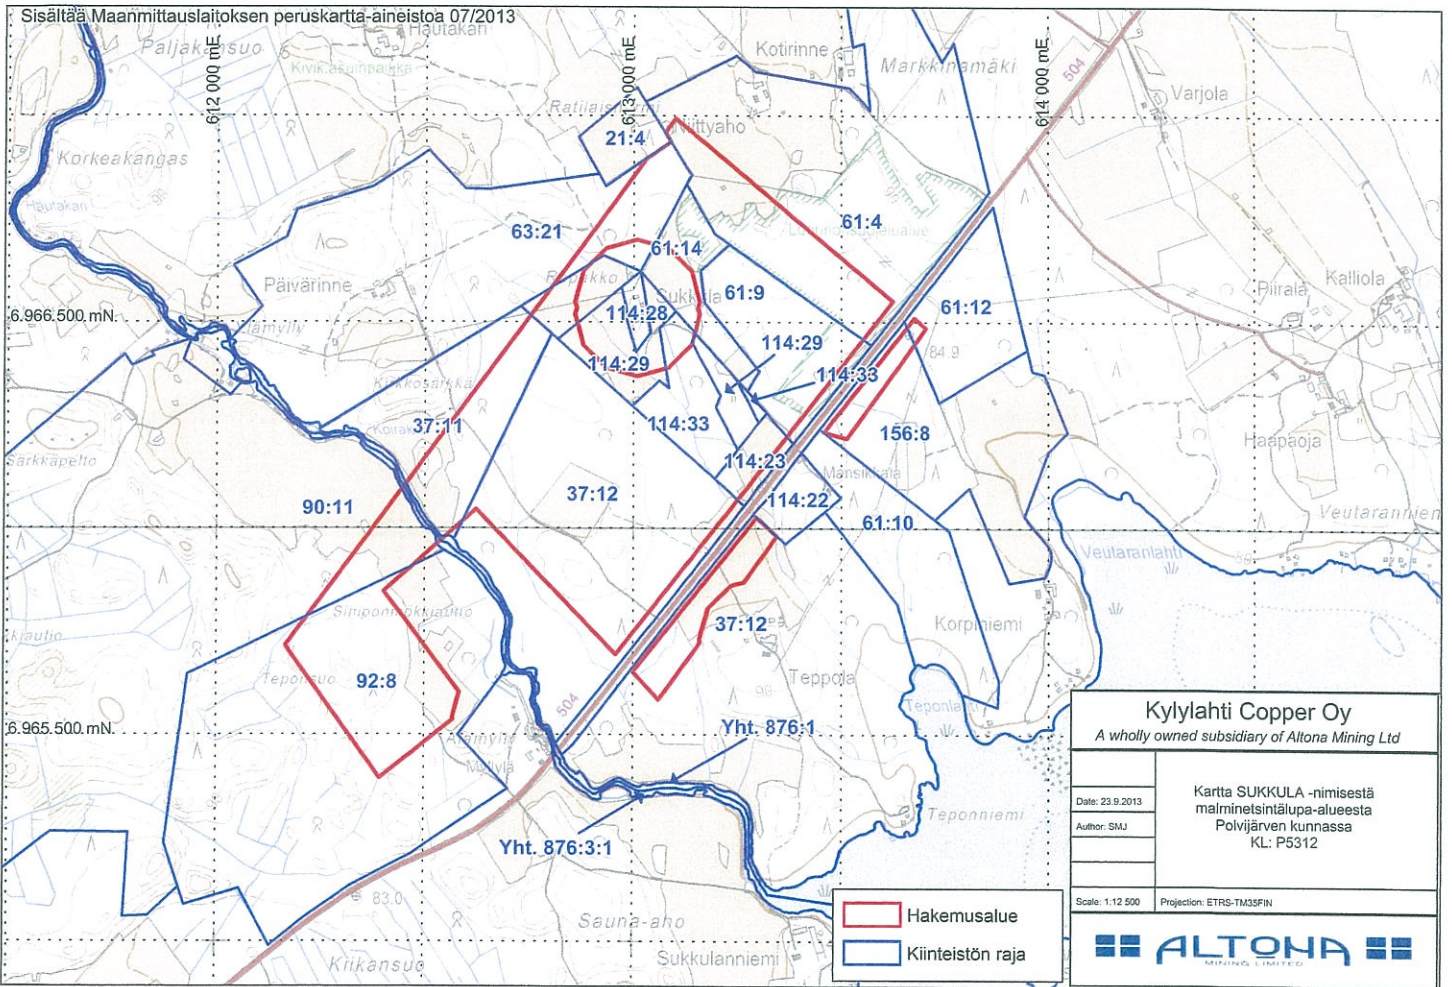 Sisältää Maanmittauslaitoksen peruskartta-aineistoa 07/2013
Hautakari
Paljakansuo
Kotirinne
Markkinamäki
504
612 000 mE
613 000 mE
614 000 mE
Varjola
21:4
Niittyaho
Korkeakangas
Hautakari
63:21
61:14
61:4
Päivärinne
61:9
61:12
Kalliola
Piirala
6.966.500 mN.
Sukkula
114:28
114:29
84.9
114:29
114:33
37:11
114:33
156:8
Haapaoja
Särkkäpelto
114:23
Mansikkala
90:11
37:12
114:22
61:10
Veutarannien
Veutaranlahti
37:12
Korpiniemi
Teponsuo
92:8
Teppola
90
504
Teponlahti
6.965.500 mN.
Yht. 876:1
Alamylly
Myllylä
Teponniemi
Yht. 876:3:1
83.0
Sauna-aho
Kiikansuo
Sukkulanniemi
Hakemusalue
Kiinteistön raja
Kylylahti Copper Oy
A wholly owned subsidiary of Altona Mining Ltd
Date: 23.9.2013
Author: SMJ
Kartta SUKKULA -nimisestä
malminetsintälupa-alueesta
Polvijärven kunnassa
KL: P5312
Scale: 1:12 500
Projection: ETRS-TM35FIN
ALTONA
MINING LIMITED